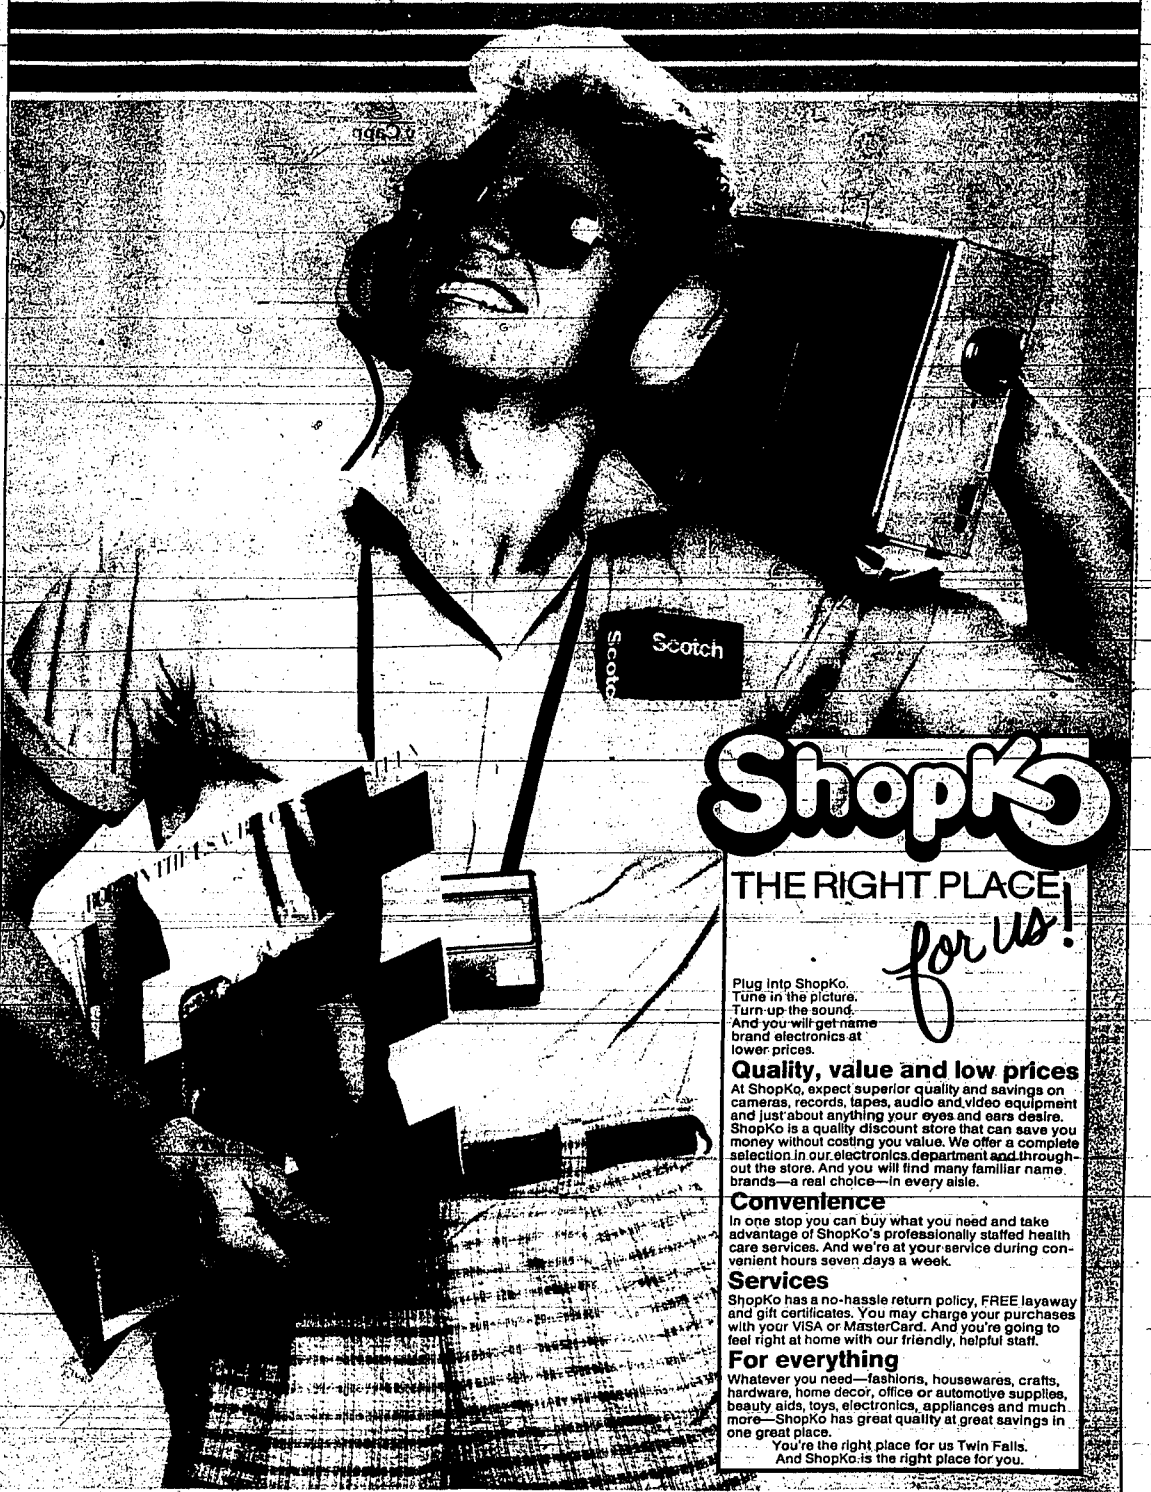 Scotch
Scotch
BORN IN THE U.S.A.
ShopKo
THE RIGHT PLACE
for us!
Plug into ShopKo.
Tune in the picture.
Turn up the sound.
And you will get name
brand electronics at
lower prices.
Quality, value and low prices
At ShopKo, expect superior quality and savings on
cameras, records, tapes, audio and video equipment
and just about anything your eyes and ears desire.
ShopKo is a quality discount store that can save you
money without costing you value. We offer a complete
selection in our electronics department and through-
out the store. And you will find many familiar name
brands—a real choice—in every aisle.
Convenience
In one stop you can buy what you need and take
advantage of ShopKo's professionally staffed health
care services. And we're at your service during con-
venient hours seven days a week.
Services
ShopKo has a no-hassle return policy, FREE layaway
and gift certificates. You may charge your purchases
with your VISA or MasterCard. And you're going to
feel right at home with our friendly, helpful staff.
For everything
Whatever you need—fashions, housewares, crafts,
hardware, home decor, office or automotive supplies,
beauty aids, toys, electronics, appliances and much
more—ShopKo has great quality at great savings in
one great place.
You're the right place for us Twin Falls.
And ShopKo is the right place for you.